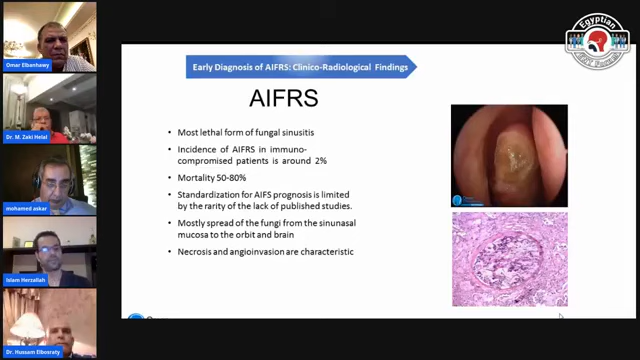 Omar Elbanhawy
Dr. M. Zaki Helal
mohamed askar
Islam Herzallah
Dr. Hussam Elbosraty
Early Diagnosis of AIFRS: Clinico-Radiological Findings
AIFRS
• Most lethal form of fungal sinusitis
• Incidence of AIFRS in immuno-
compromised patients is around 2%
• Mortality 50-80%
• Standardization for AIFS prognosis is limited
by the rarity of the lack of published studies.
• Mostly spread of the fungi from the sinunasal
mucosa to the orbit and brain
• Necrosis and angioinvasion are characteristic
Egyptian